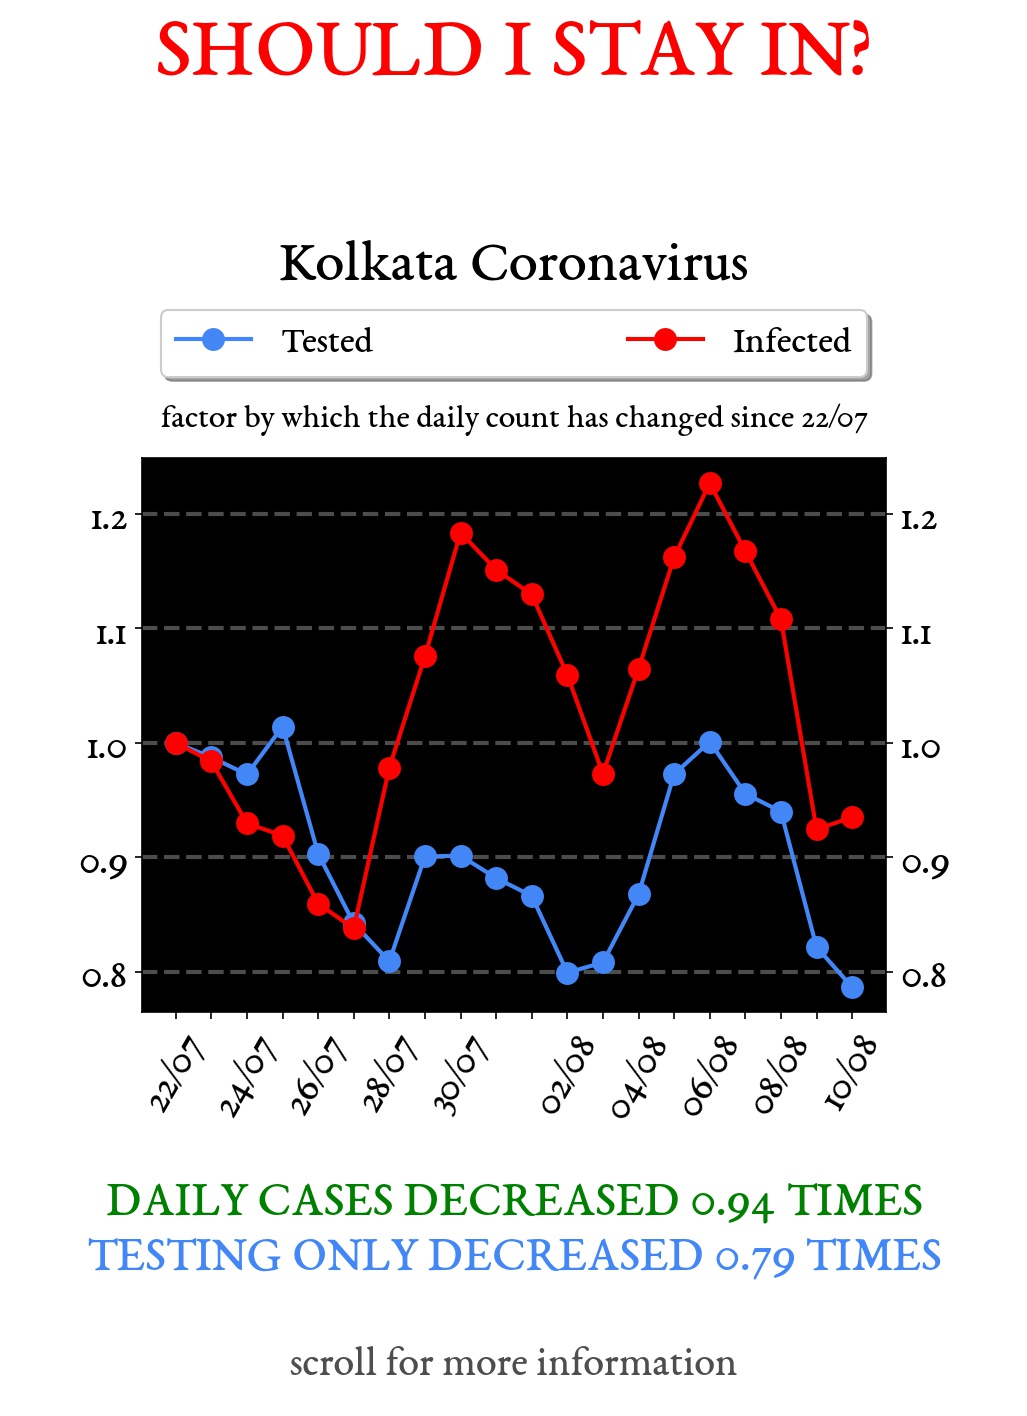 SHOULD I STAY IN?
Kolkata Coronavirus
Tested Infected
factor by which the daily count has changed since 22/07
1.2 1.2
1.1 1.1
1.0 1.0
0.9 0.9
0.8 0.8
22/07 24/07 26/07 28/07 30/07 02/08 04/08 06/08 08/08 10/08
DAILY CASES DECREASED 0.94 TIMES
TESTING ONLY DECREASED 0.79 TIMES
scroll for more information